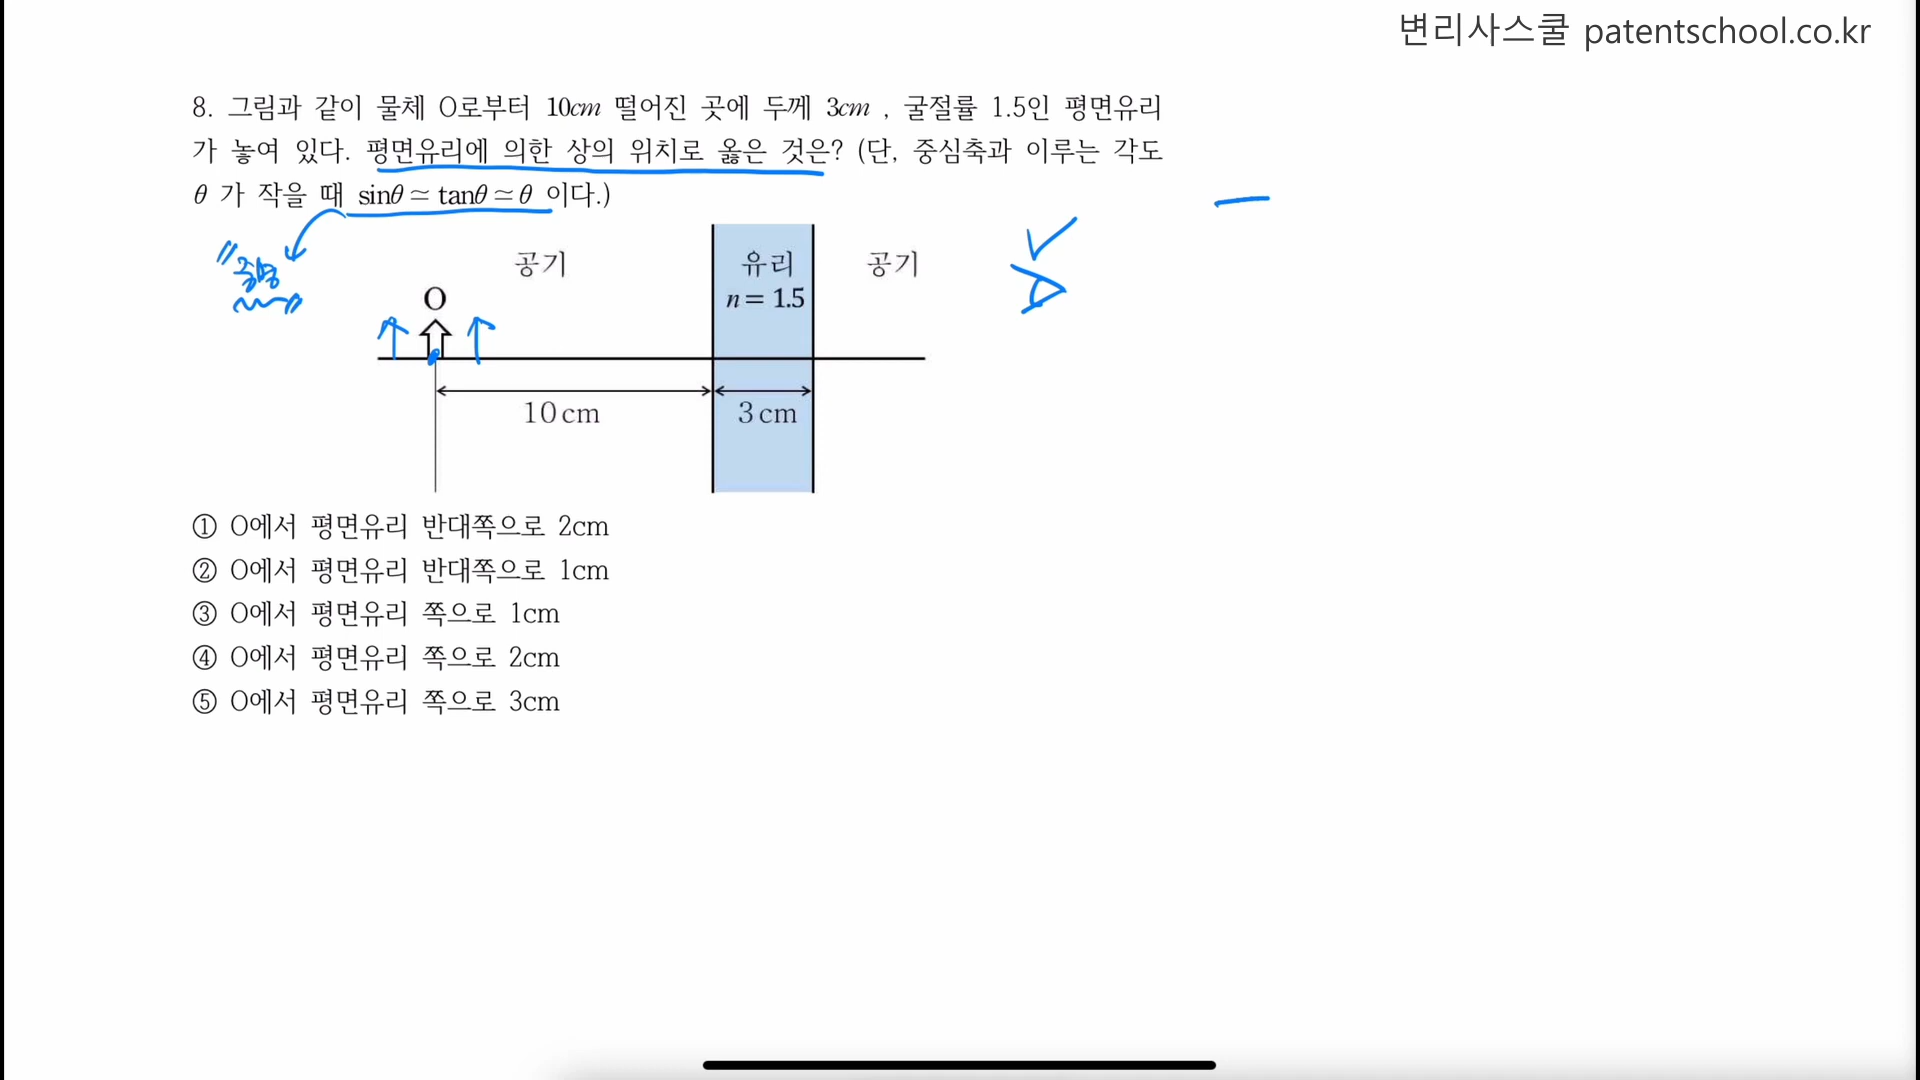 변리사스쿨 patentschool.co.kr
8. 그림과 같이 물체 O로부터 10cm 떨어진 곳에 두께 3cm , 굴절률 1.5인 평면유리
가 놓여 있다. 평면유리에 의한 상의 위치로 옳은 것은? (단, 중심축과 이루는 각도
θ 가 작을 때 sinθ ≃ tanθ ≃ θ 이다.)
공기
유리
공기
n = 1.5
O
10cm
3cm
① O에서 평면유리 반대쪽으로 2cm
② O에서 평면유리 반대쪽으로 1cm
③ O에서 평면유리 쪽으로 1cm
④ O에서 평면유리 쪽으로 2cm
⑤ O에서 평면유리 쪽으로 3cm